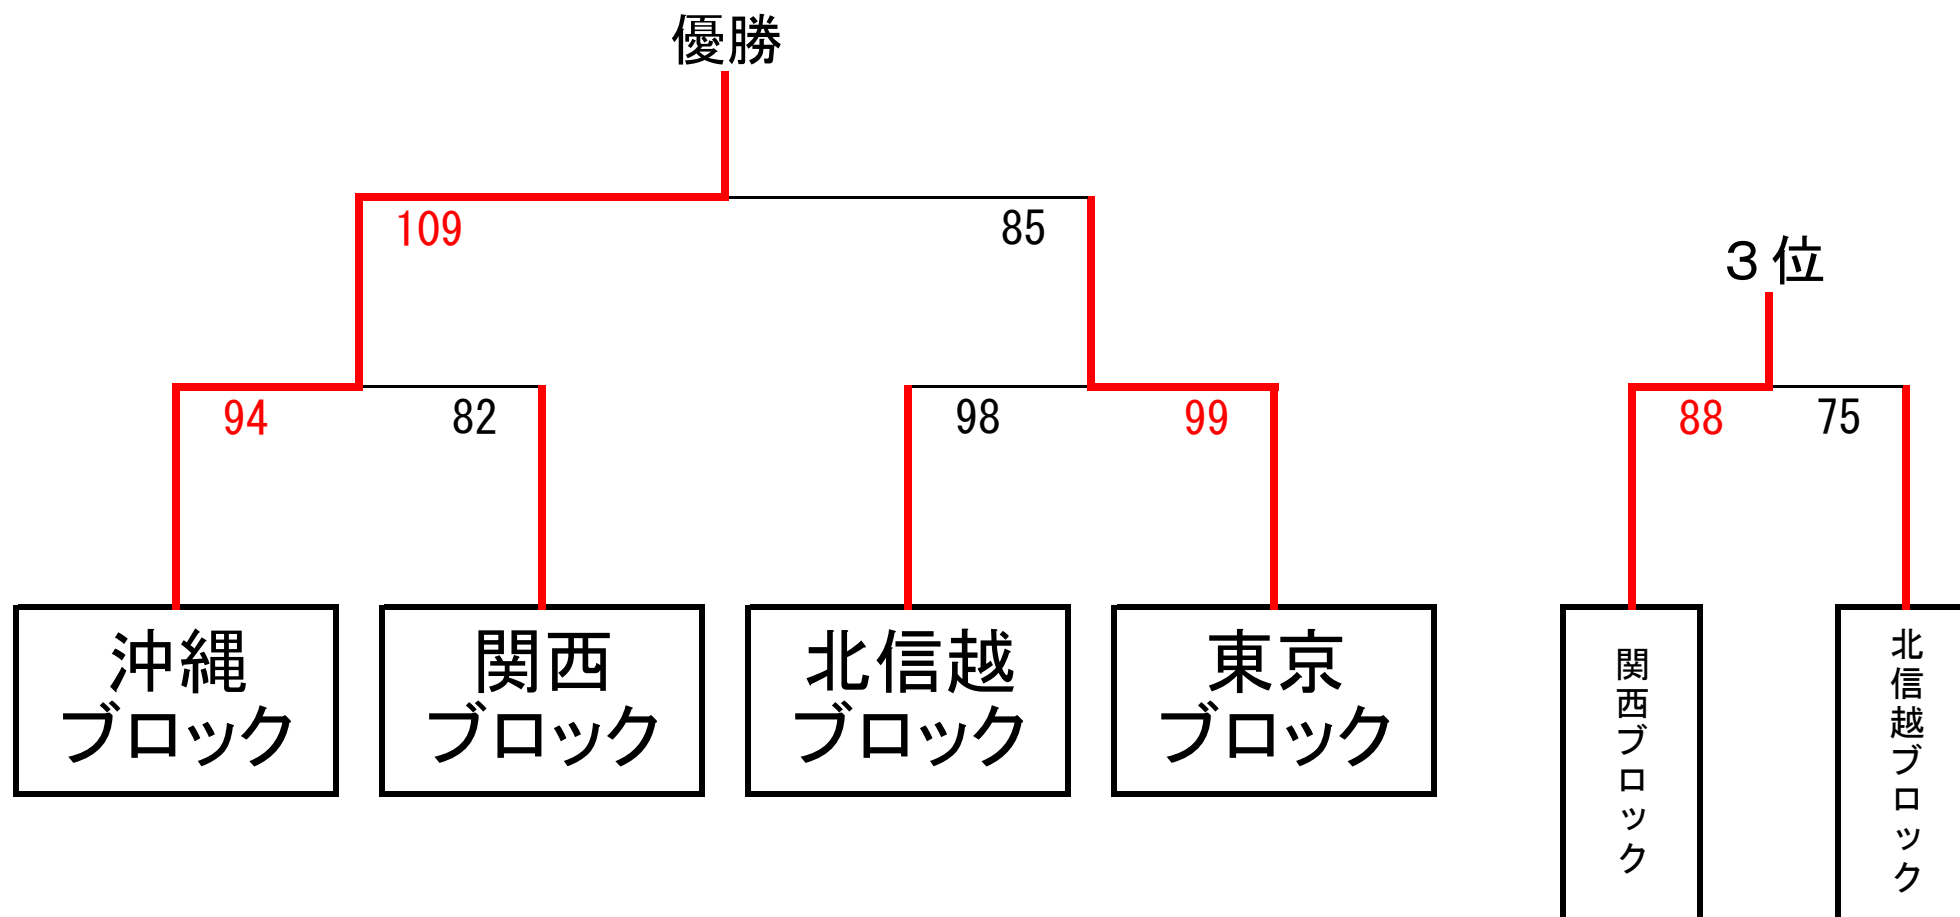 優勝
109
85
3位
94
82
98
99
88
75
沖縄
ブロック
関西
ブロック
北信越
ブロック
東京
ブロック
関西ブロック
北信越ブロック